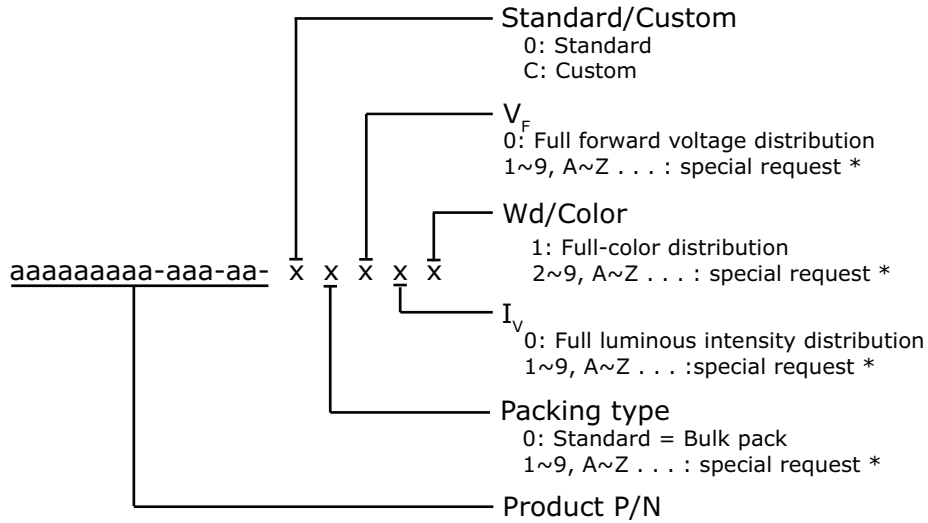 Standard/Custom
0: Standard
C: Custom
VF
0: Full forward voltage distribution
1~9, A~Z . . . : special request *
Wd/Color
1: Full-color distribution
2~9, A~Z . . . : special request *
aaaaaaaaa-aaa-aa- x x x x x
IV
0: Full luminous intensity distribution
1~9, A~Z . . . :special request *
Packing type
0: Standard = Bulk pack
1~9, A~Z . . . : special request *
Product P/N